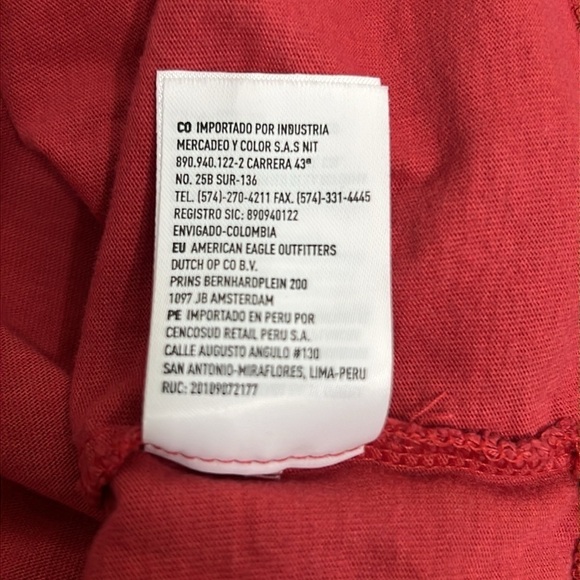 CO IMPORTADO POR INDUSTRIA
MERCADEO Y COLOR S.A.S NIT
890.940.122-2 CARRERA 43ª
NO. 25B SUR-136
TEL. (574)-270-4211 FAX. (574)-331-4445
REGISTRO SIC: 890940122
ENVIGADO-COLOMBIA
EU AMERICAN EAGLE OUTFITTERS
DUTCH OP CO B.V.
PRINS BERNHARDPLEIN 200
1097 JB AMSTERDAM
PE IMPORTADO EN PERU POR
CENCOSUD RETAIL PERU S.A.
CALLE AUGUSTO ANGULO #130
SAN ANTONIO-MIRAFLORES, LIMA-PERU
RUC: 20109072177